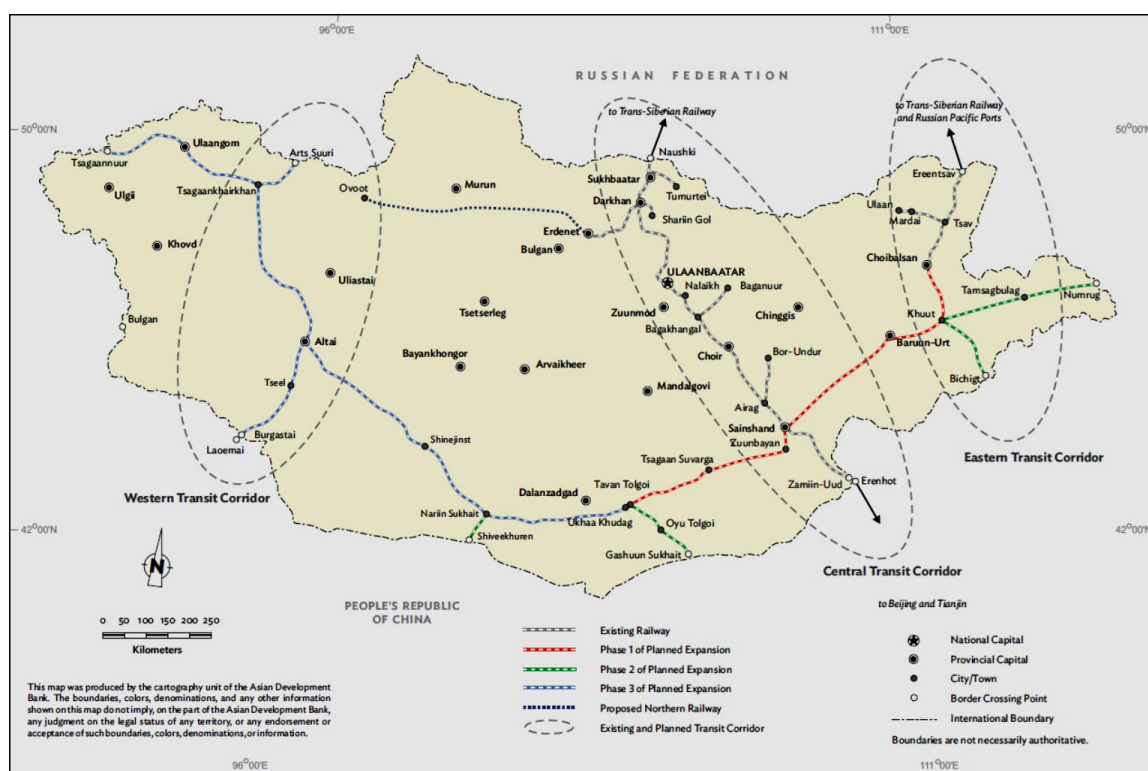 96°00'E
111°00'E
RUSSIAN FEDERATION
to Trans-Siberian Railway
to Trans-Siberian Railway
and Russian Pacific Ports
50°00'N
50°00'N
Naushki
Ulaangom
Tsagaannuur
Arts Suuri
Ereentsav
Sukhbaatar
Tsagaankhairkhan
Ulgii
Murun
Ovoot
Tumurtei
Darkhan
Ulaan
Shariin Gol
Mardai
Tsav
Erdenet
Khovd
Bulgan
Choibalsan
Uliastai
ULAANBAATAR
Nalaikh
Baganuur
Tamsagbulag
Numrug
Tsetserleg
Zuunmod
Chinggis
Khuut
Bulgan
Bagakhangai
Altai
Choir
Baruun-Urt
Bor-Undur
Bayankhongor
Arvaikheer
Bichigt
Tseel
Mandalgovi
Airag
Sainshand
Burgastai
Laoemai
Shinejinst
Zuunbayan
Eastern Transit Corridor
Tsagaan Suvarga
Western Transit Corridor
Dalanzadgad
Tavan Tolgoi
Zamiin-Uud
Erenhot
Nariin Sukhait
Ukhaa Khudag
42°00'N
Oyu Tolgoi
42°00'N
Shiveekhuren
Gashuun Sukhait
N
Central Transit Corridor
PEOPLE'S REPUBLIC
OF CHINA
to Beijing and Tianjin
0 50 100 150 200 250
Kilometers
Existing Railway
Phase 1 of Planned Expansion
Phase 2 of Planned Expansion
Phase 3 of Planned Expansion
Proposed Northern Railway
Existing and Planned Transit Corridor
National Capital
Provincial Capital
City/Town
Border Crossing Point
International Boundary
Boundaries are not necessarily authoritative.
This map was produced by the cartography unit of the Asian Development
Bank. The boundaries, colors, denominations, and any other information
shown on this map do not imply, on the part of the Asian Development Bank,
any judgment on the legal status of any territory, or any endorsement or
acceptance of such boundaries, colors, denominations, or information.
96°00'E
111°00'E